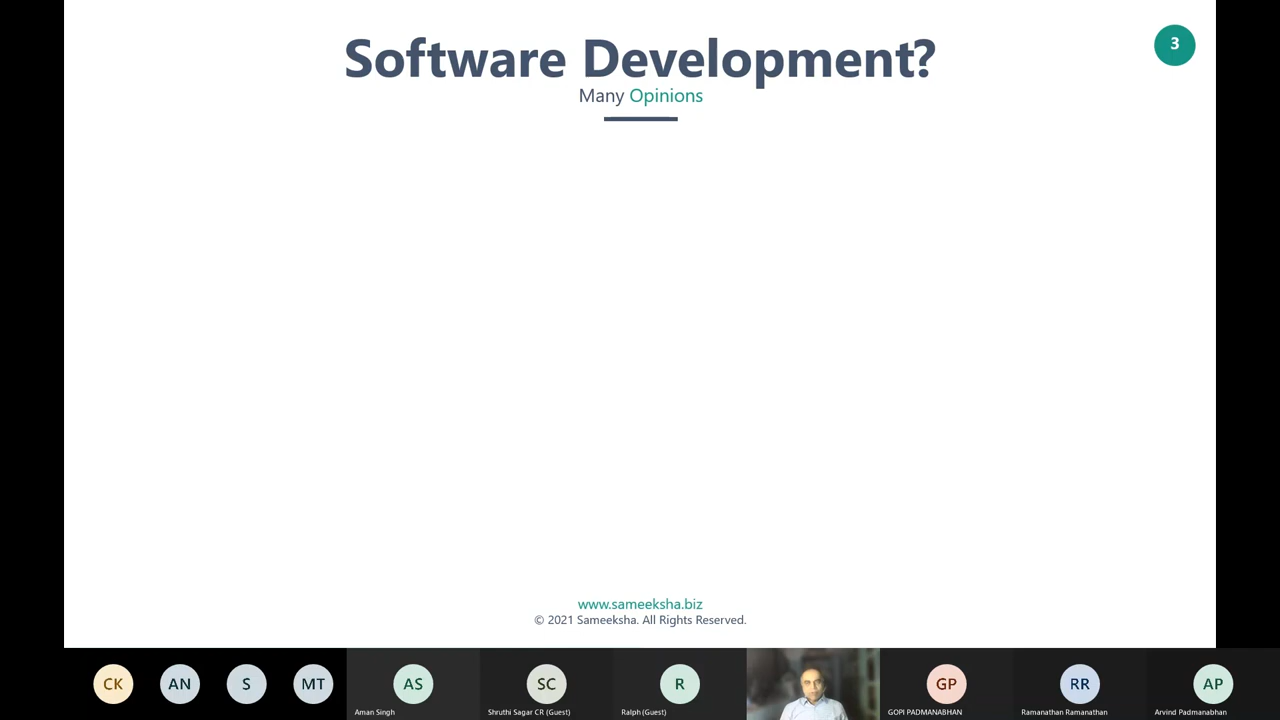 Software Development?
3
Many Opinions
www.sameeksha.biz
© 2021 Sameeksha. All Rights Reserved.
CK
AN
S
MT
AS
SC
R
GP
RR
AP
Aman Singh
Shruthi Sagar CR (Guest)
Ralph (Guest)
GOPI PADMANABHAN
Ramanathan Ramanathan
Arvind Padmanabhan